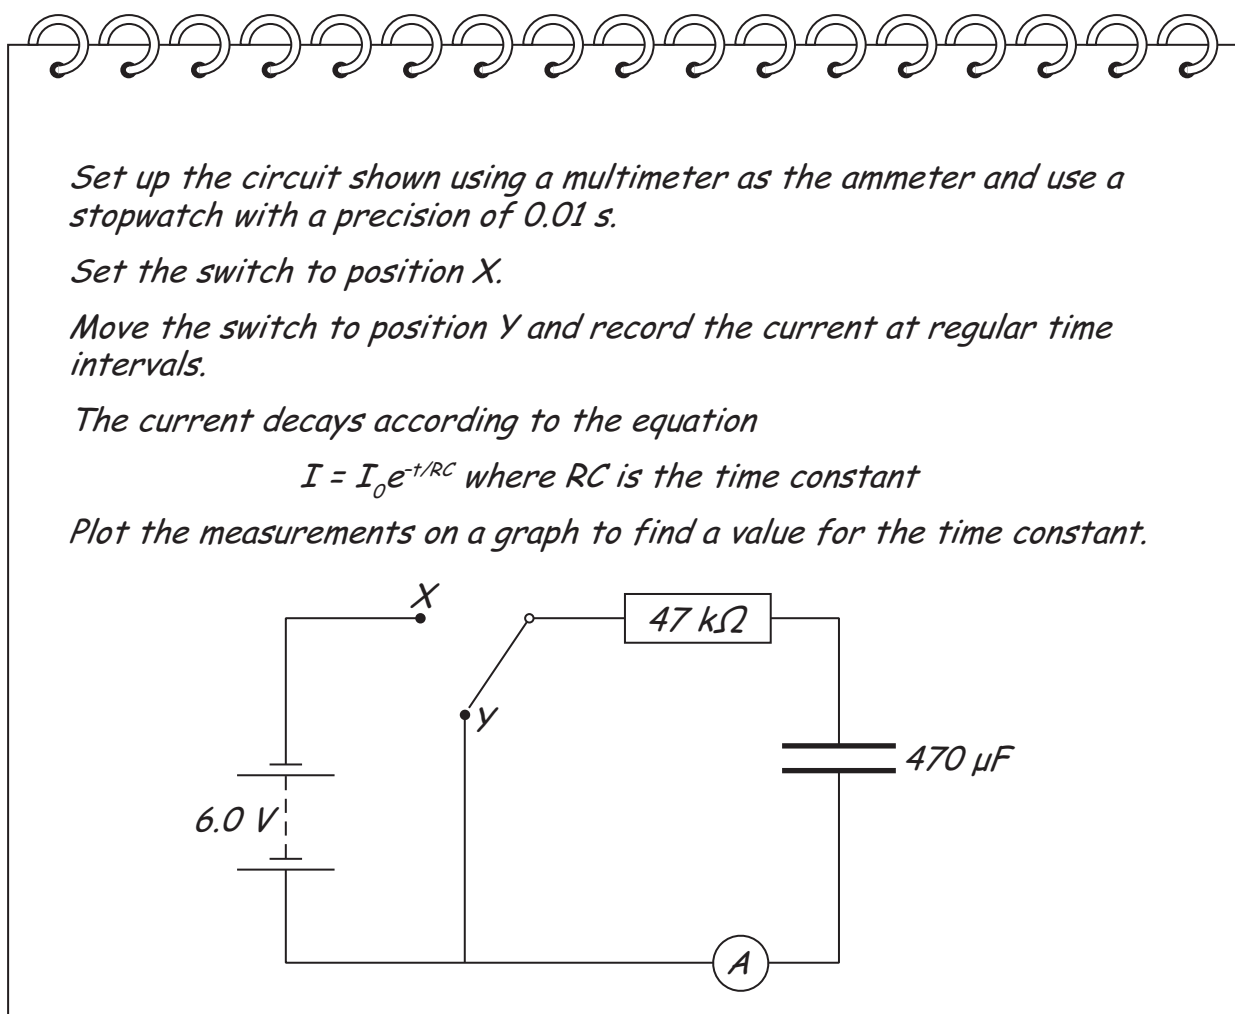 Set up the circuit shown using a multimeter as the ammeter and use a
stopwatch with a precision of 0.01 s.
Set the switch to position X.
Move the switch to position Y and record the current at regular time
intervals.
The current decays according to the equation
I = I₀e^(-t/RC) where RC is the time constant
Plot the measurements on a graph to find a value for the time constant.
X
47 kΩ
Y
470 µF
6.0 V
A